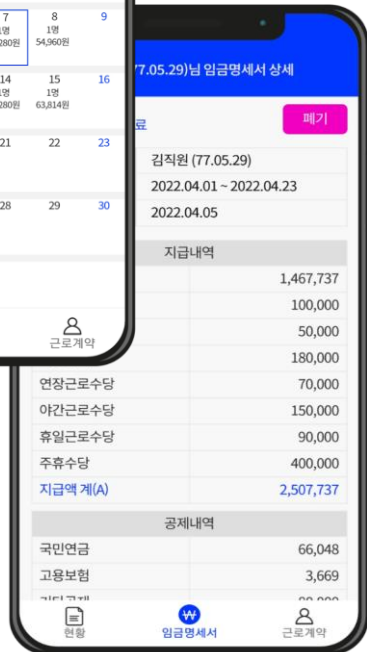 7 8 9
1명 1명
280원 54,960원
14 15 16
1명 1명
280원 63,814원
21 22 23
28 29 30
근로계약
77.05.29)님 임금명세서 상세
료 폐기
김직원 (77.05.29)
2022.04.01 ~ 2022.04.23
2022.04.05
지급내역
1,467,737
100,000
50,000
180,000
연장근로수당 70,000
야간근로수당 150,000
휴일근로수당 90,000
주휴수당 400,000
지급액 계(A) 2,507,737
공제내역
국민연금 66,048
고용보험 3,669
현황 임금명세서 근로계약